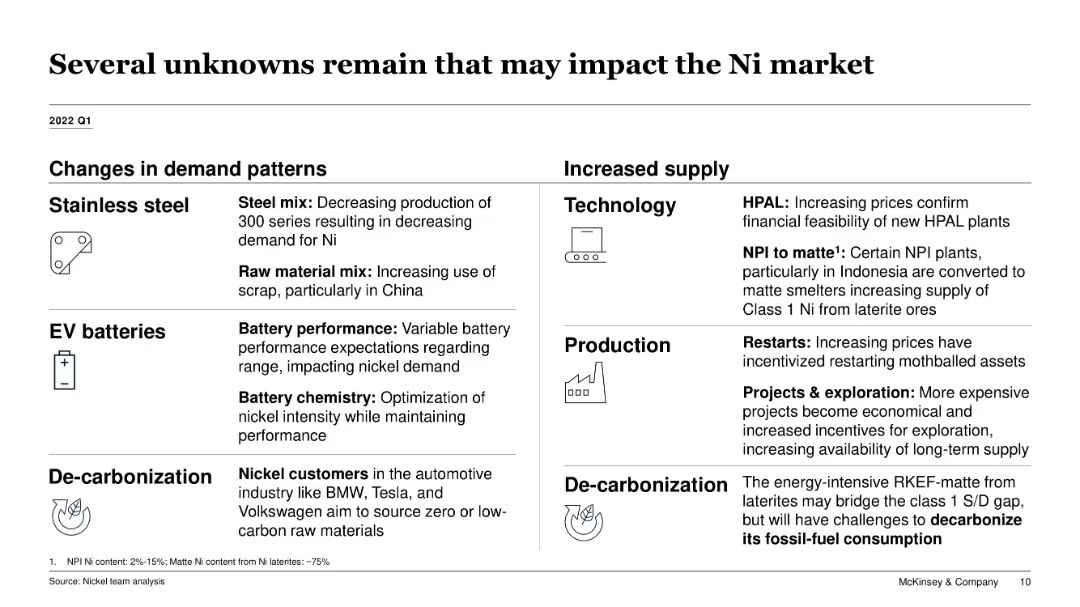 Several unknowns remain that may impact the Ni market
2022 Q1
Changes in demand patterns
Stainless steel
Steel mix: Decreasing production of
300 series resulting in decreasing
demand for Ni
Raw material mix: Increasing use of
scrap, particularly in China
EV batteries
Battery performance: Variable battery
performance expectations regarding
range, impacting nickel demand
Battery chemistry: Optimization of
nickel intensity while maintaining
performance
De-carbonization
Nickel customers in the automotive
industry like BMW, Tesla, and
Volkswagen aim to source zero or low-
carbon raw materials
Increased supply
Technology
HPAL: Increasing prices confirm
financial feasibility of new HPAL plants
NPI to matte¹: Certain NPI plants,
particularly in Indonesia are converted to
matte smelters increasing supply of
Class 1 Ni from laterite ores
Production
Restarts: Increasing prices have
incentivized restarting mothballed assets
Projects & exploration: More expensive
projects become economical and
increased incentives for exploration,
increasing availability of long-term supply
De-carbonization
The energy-intensive RKEF-matte from
laterites may bridge the class 1 S/D gap,
but will have challenges to decarbonize
its fossil-fuel consumption
1. NPI Ni content: 2%-15%; Matte Ni content from Ni laterites: ~75%
Source: Nickel team analysis
McKinsey & Company 10